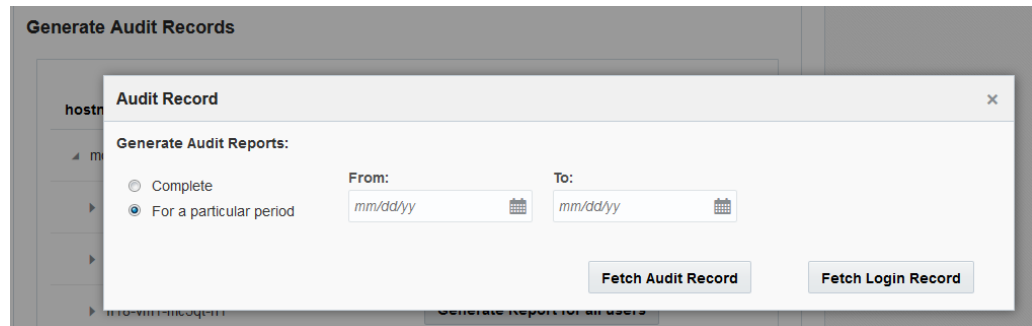 Generate Audit Records
hostn
Audit Record
×
Generate Audit Reports:
Complete
For a particular period
From:
mm/dd/yy
To:
mm/dd/yy
Fetch Audit Record
Fetch Login Record
Generate Report for all users